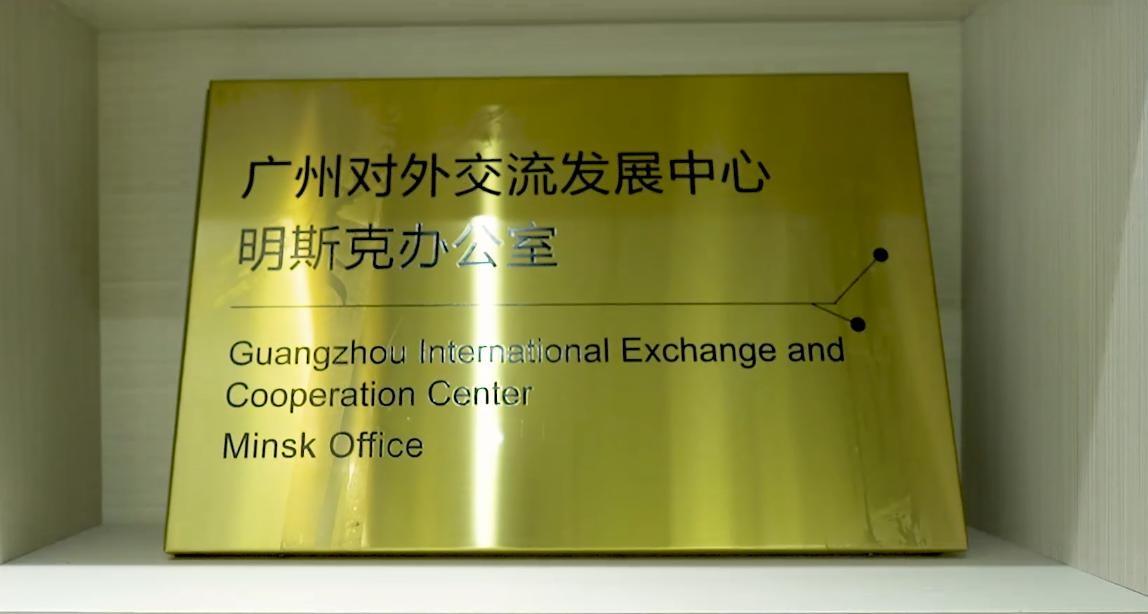 广州对外交流发展中心
明斯克办公室
Guangzhou International Exchange and
Cooperation Center
Minsk Office